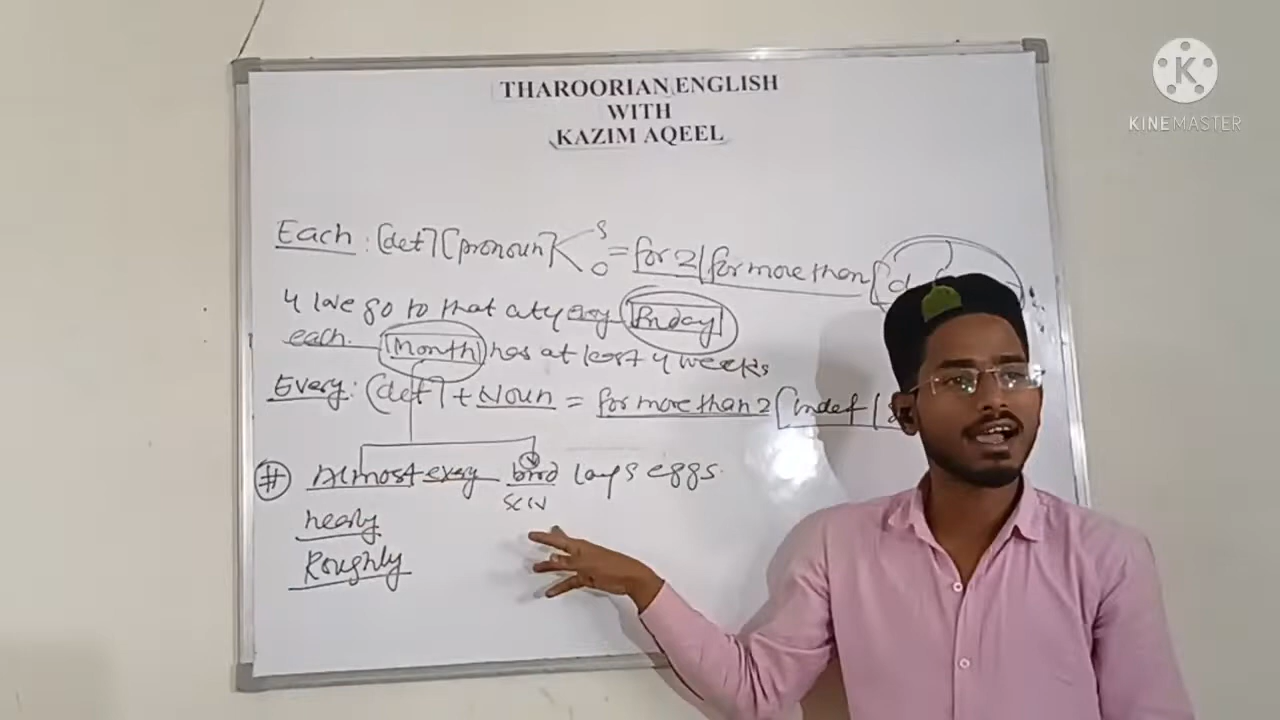 THAROORIAN ENGLISH
WITH
KAZIM AQEEL
K
KINEMASTER
Each : [det] [pronoun] < S O = for 2 / for more than [d
love go to that city every Friday
each month has at least 4 weeks
Every : [det] + Noun = for more than 2 [Indef /
# Almost every bird lays eggs.
SCN
nearly
Roughly